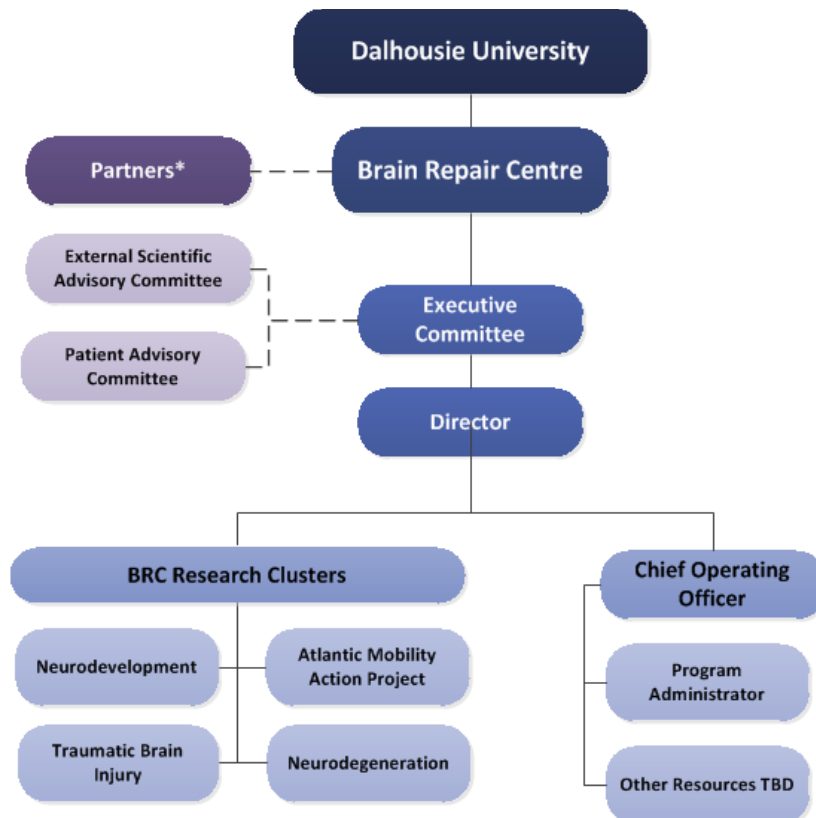 Dalhousie University
Partners*
Brain Repair Centre
External Scientific
Advisory Committee
Executive
Committee
Patient Advisory
Committee
Director
BRC Research Clusters
Chief Operating
Officer
Neurodevelopment
Atlantic Mobility
Action Project
Program
Administrator
Traumatic Brain
Injury
Neurodegeneration
Other Resources TBD